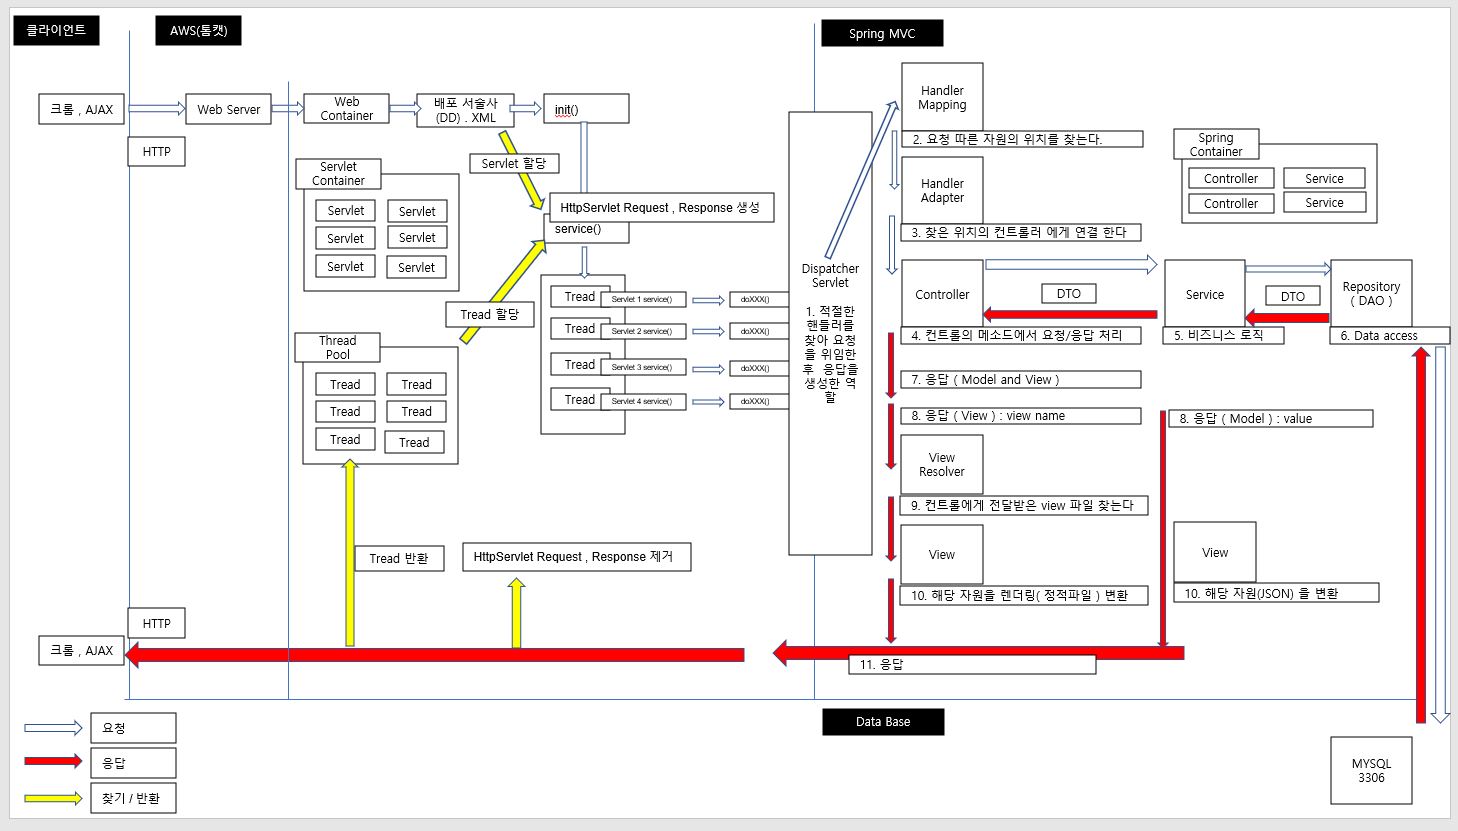 클라이언트
AWS(톰캣)
Spring MVC
크롬 , AJAX
Web Server
Web
Container
배포 서술사
(DD) . XML
init()
HTTP
Servlet 할당
Servlet
Container
Servlet
Servlet
Servlet
Servlet
Servlet
Servlet
HttpServlet Request , Response 생성
service()
Tread 할당
Thread
Pool
Tread
Tread
Tread
Tread
Tread
Tread
Tread
Servlet 1 service()
doXXX()
Tread
Servlet 2 service()
doXXX()
Tread
Servlet 3 service()
doXXX()
Tread
Servlet 4 service()
doXXX()
Dispatcher
Servlet
1. 적절한
핸들러를
찾아 요청
을 위임한
후 응답을
생성한 역
할
Handler
Mapping
2. 요청 따른 자원의 위치를 찾는다.
Handler
Adapter
3. 찾은 위치의 컨트롤러 에게 연결 한다
Spring
Container
Controller
Service
Controller
Service
Controller
DTO
Service
DTO
Repository
( DAO )
4. 컨트롤의 메소드에서 요청/응답 처리
5. 비즈니스 로직
6. Data access
7. 응답 ( Model and View )
8. 응답 ( View ) : view name
8. 응답 ( Model ) : value
View
Resolver
9. 컨트롤에게 전달받은 view 파일 찾는다
View
View
10. 해당 자원을 렌더링( 정적파일 ) 변환
10. 해당 자원(JSON) 을 변환
Tread 반환
HttpServlet Request , Response 제거
HTTP
크롬 , AJAX
11. 응답
Data Base
요청
응답
찾기 / 반환
MYSQL
3306